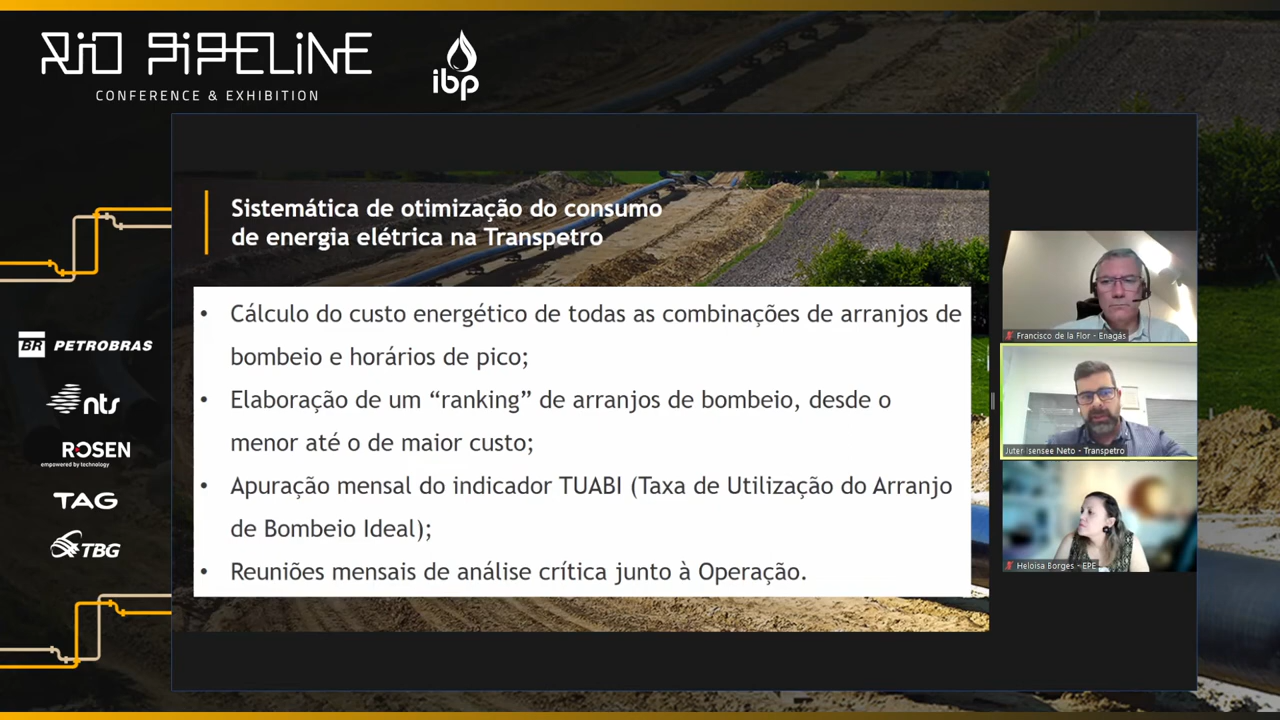 RIO PIPELINE
CONFERENCE & EXHIBITION
ibp
Sistemática de otimização do consumo
de energia elétrica na Transpetro
• Cálculo do custo energético de todas as combinações de arranjos de
bombeio e horários de pico;
• Elaboração de um “ranking” de arranjos de bombeio, desde o
menor até o de maior custo;
• Apuração mensal do indicador TUABI (Taxa de Utilização do Arranjo
de Bombeio Ideal);
• Reuniões mensais de análise crítica junto à Operação.
BR PETROBRAS
nts
ROSEN
empowered by technology
TAG
TBG
Francisco de la Flor - Enagás
Juter Isensee Neto - Transpetro
Heloisa Borges - EPE